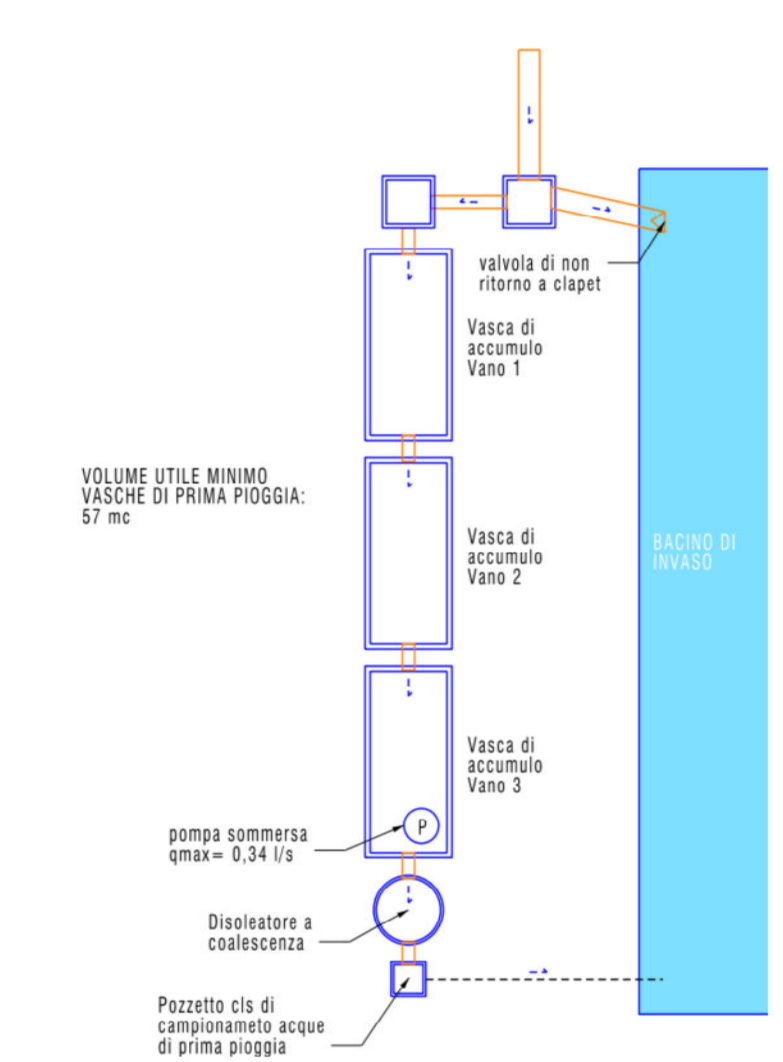 valvola di non
ritorno a clapet
Vasca di
accumulo
Vano 1
VOLUME UTILE MINIMO
VASCHE DI PRIMA PIOGGIA:
57 mc
Vasca di
accumulo
Vano 2
BACINO DI
INVASO
Vasca di
accumulo
Vano 3
P
pompa sommersa
qmax= 0,34 l/s
Disoleatore a
coalescenza
Pozzetto cls di
campionameto acque
di prima pioggia